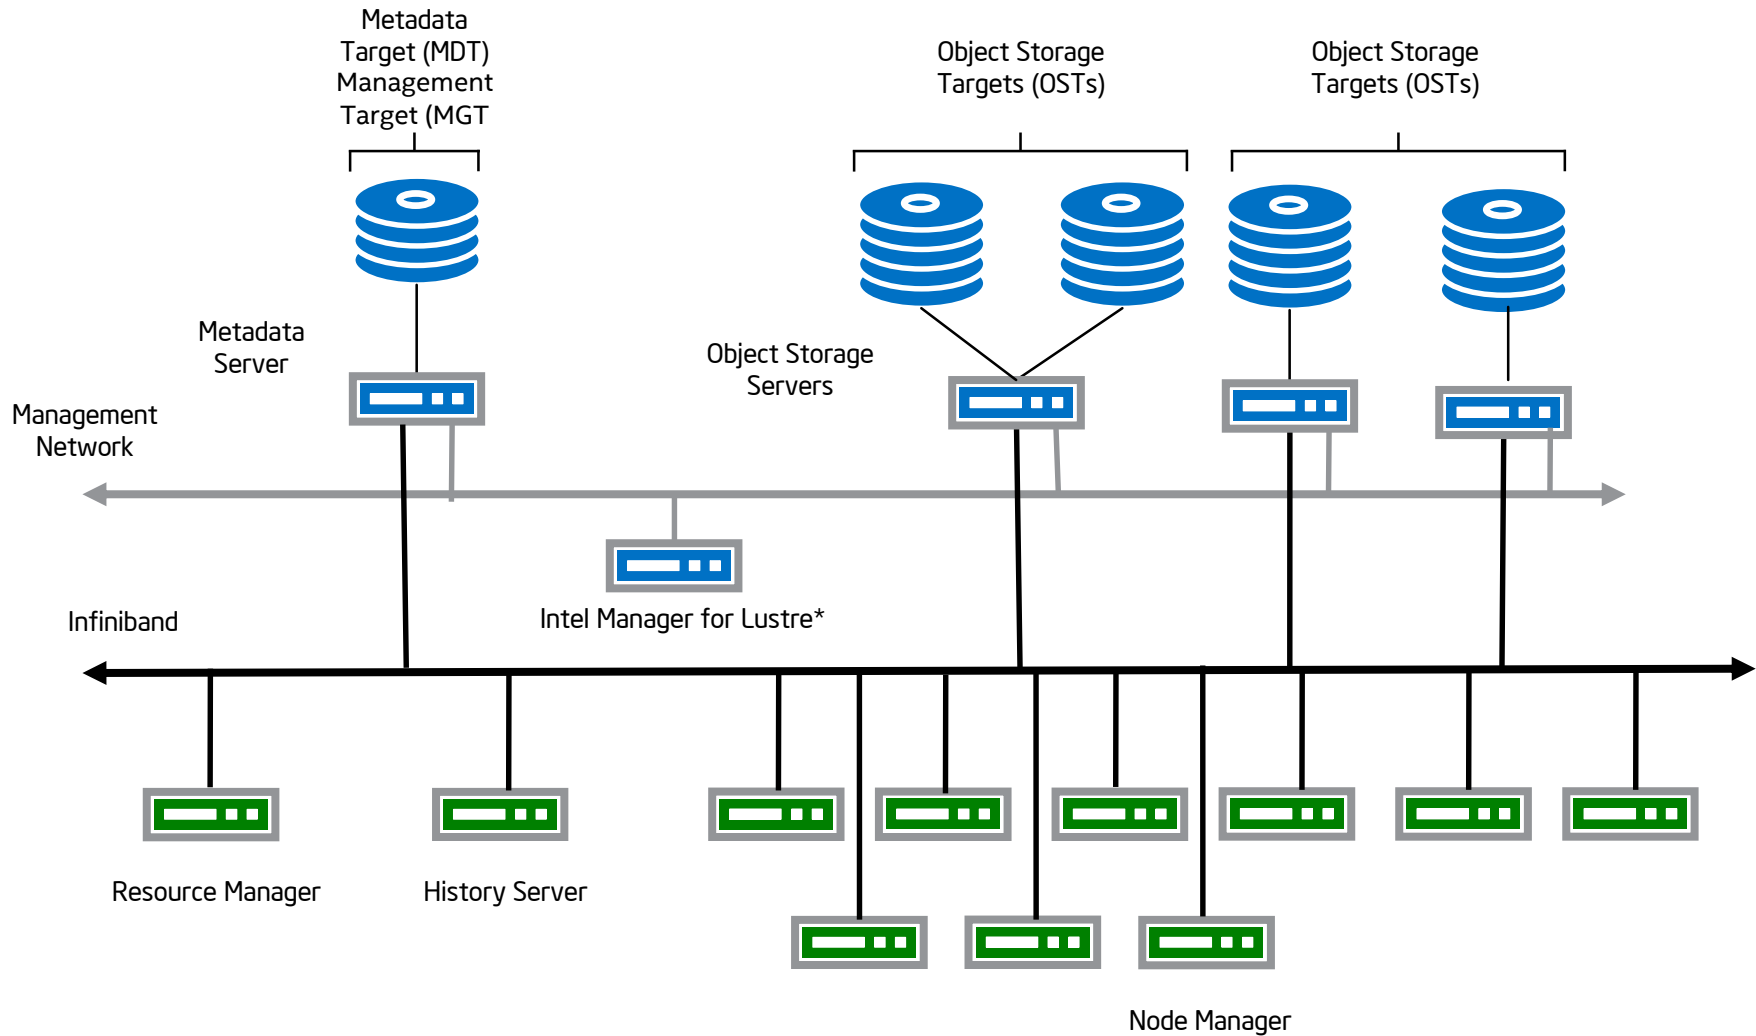 Metadata
Target (MDT)
Management
Target (MGT
Object Storage
Targets (OSTs)
Object Storage
Targets (OSTs)
Metadata
Server
Object Storage
Servers
Management
Network
Intel Manager for Lustre*
Infiniband
Resource Manager
History Server
Node Manager